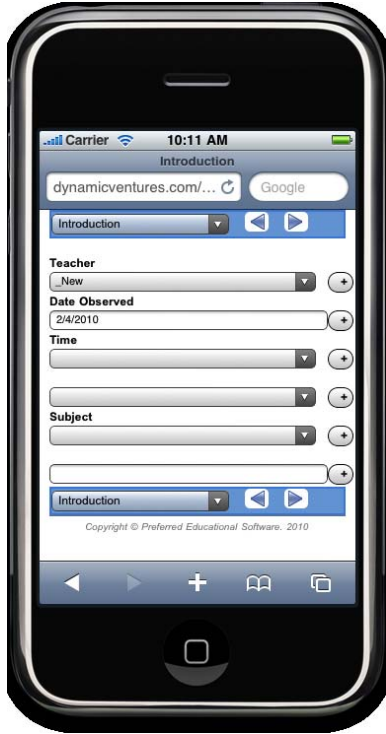 Carrier 10:11 AM
Introduction
dynamicventures.com/... Google
Introduction
Teacher
_New
+
Date Observed
2/4/2010
+
Time
+
+
Subject
+
+
Introduction
Copyright © Preferred Educational Software. 2010